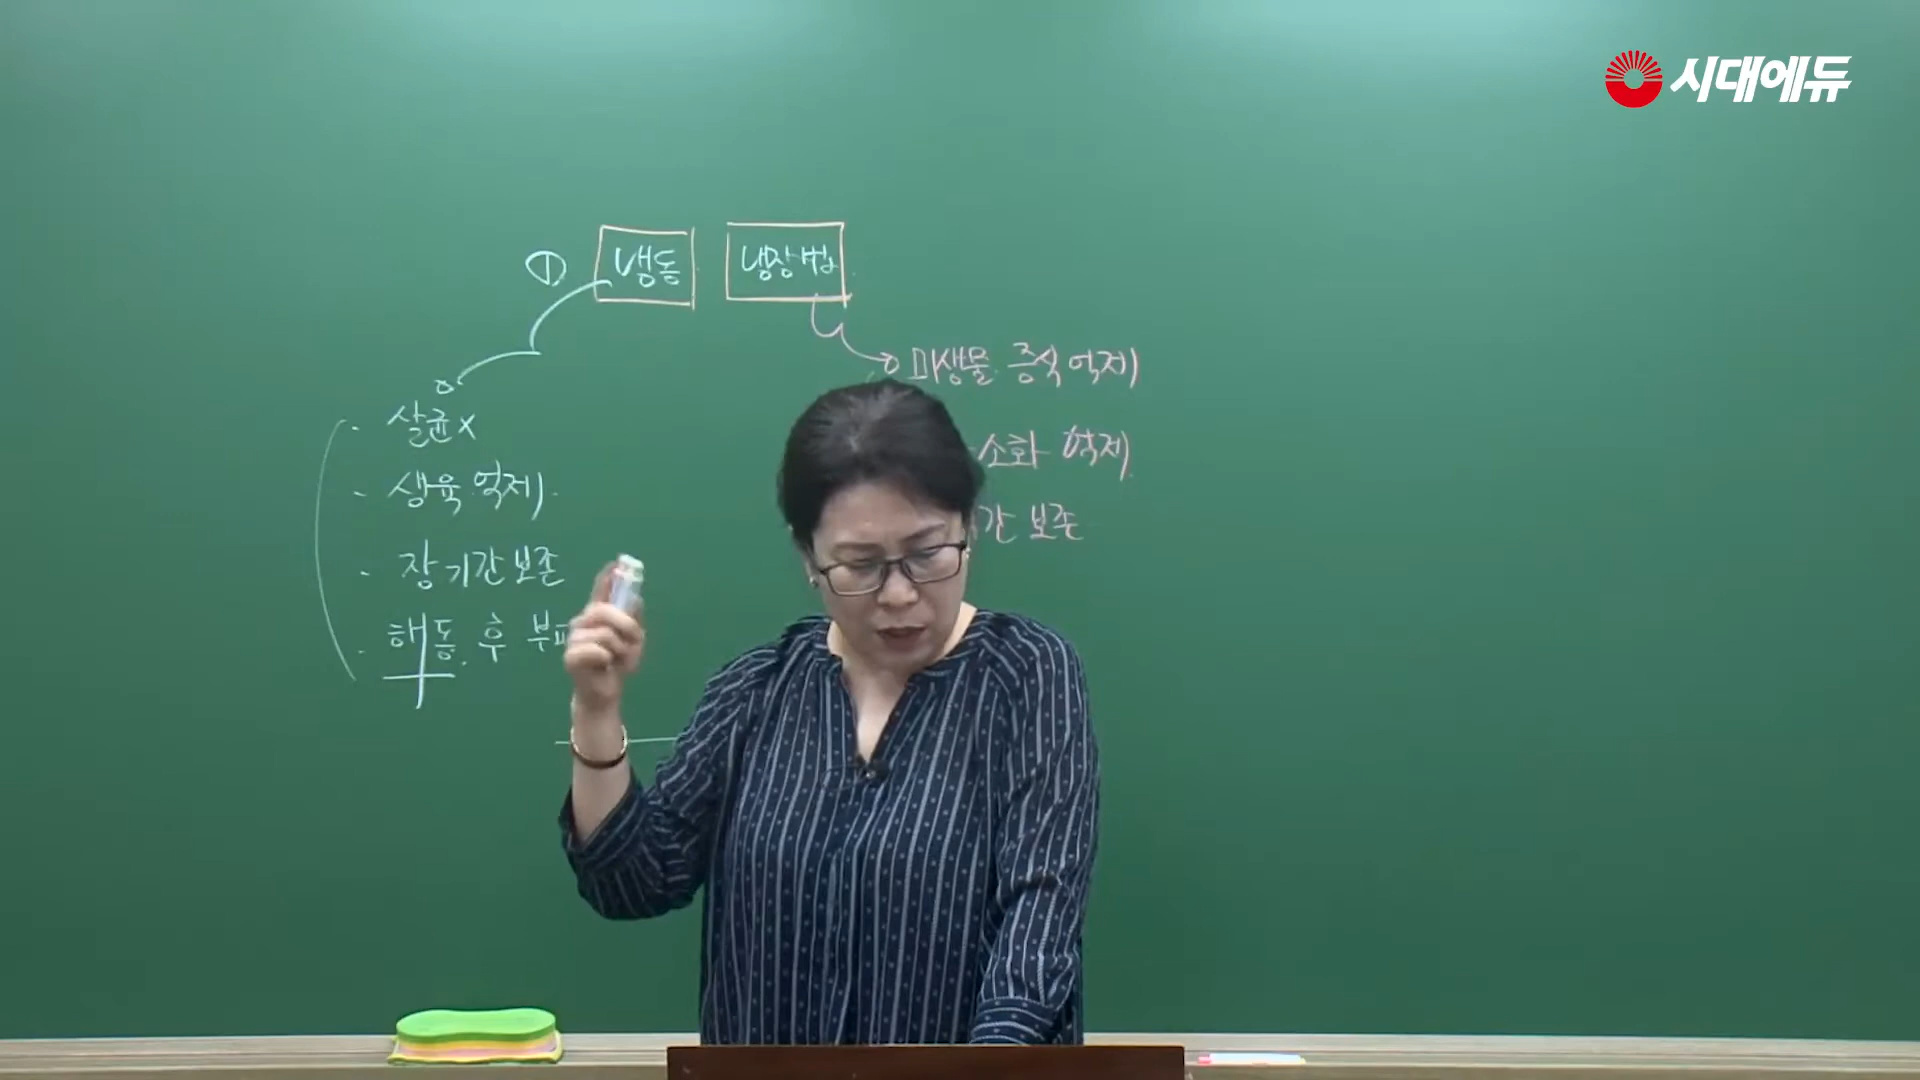 시대에듀
① 냉동 냉장법
미생물 증식 억제
· 살균 x
소화 억제
- 생육 억제
간 보존
- 장기간 보존
· 해동 후 부패